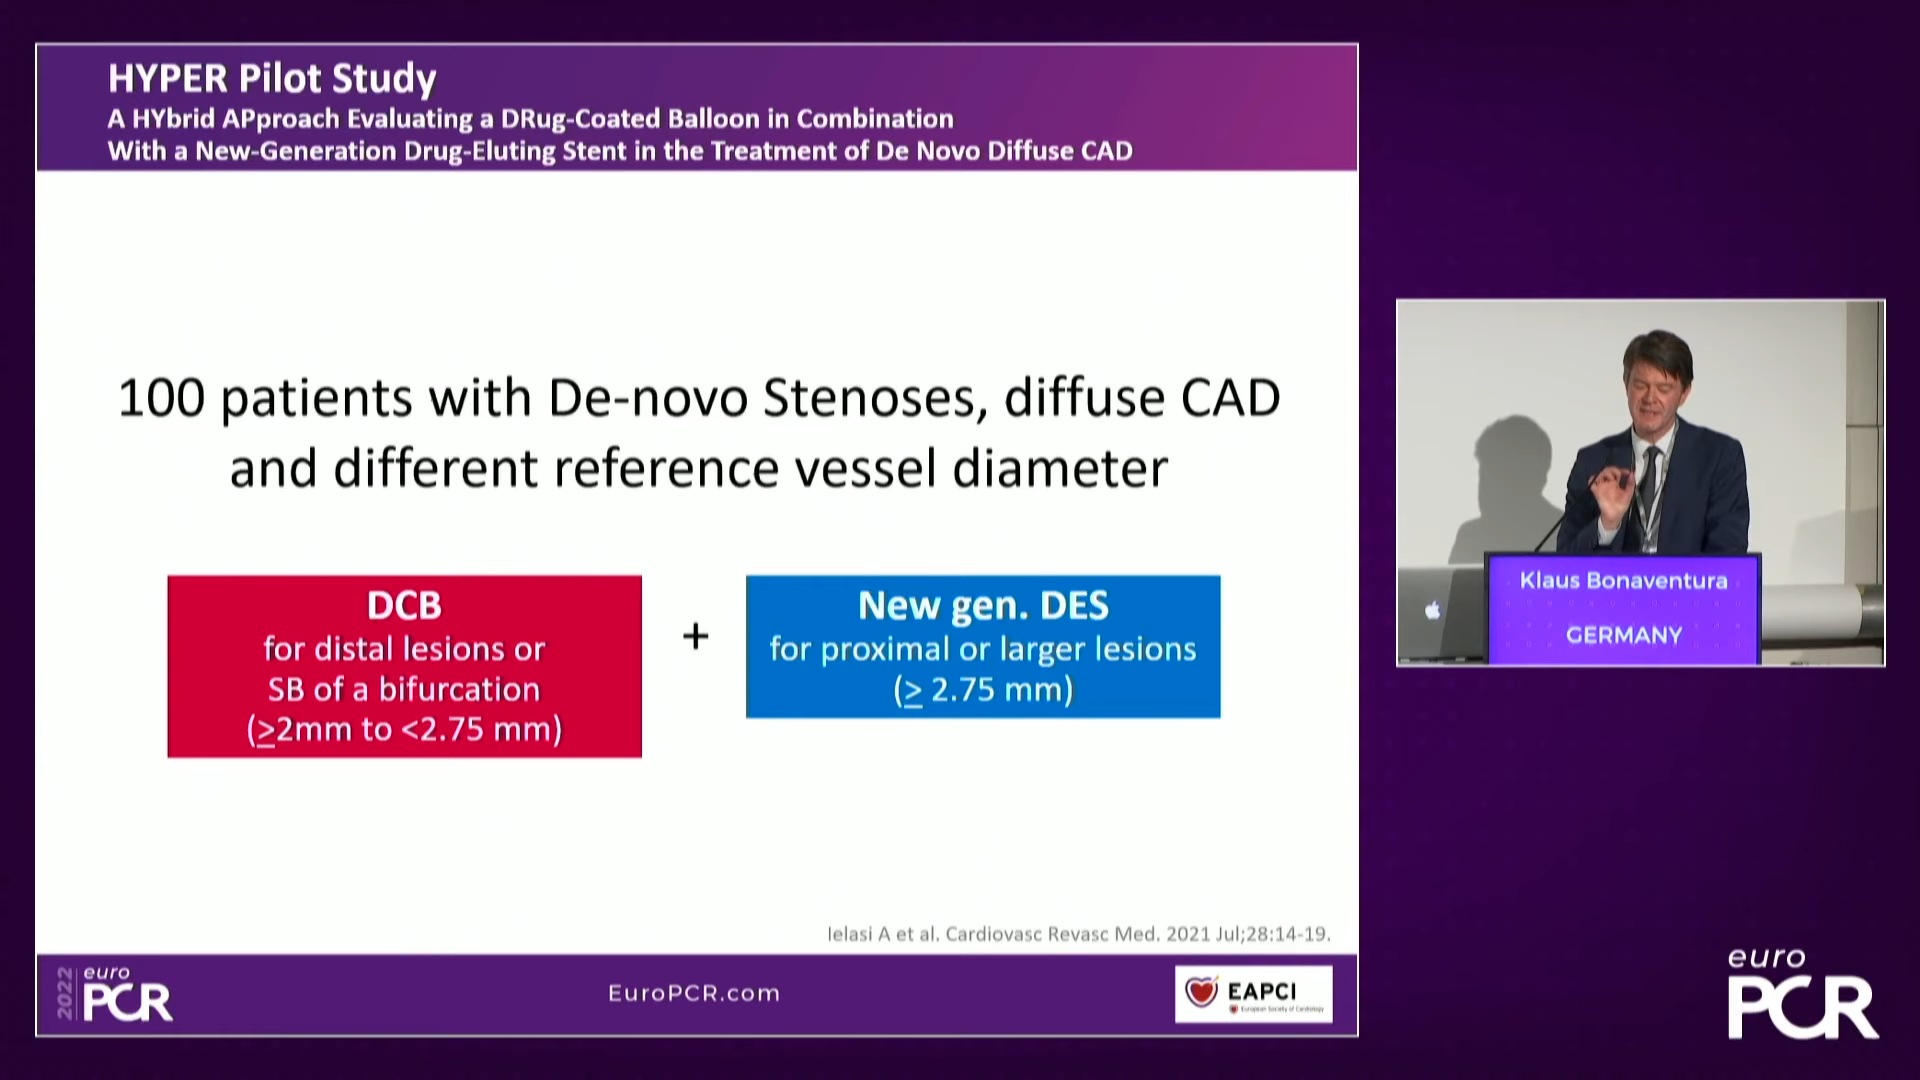 HYPER Pilot Study
A HYbrid APproach Evaluating a DRug-Coated Balloon in Combination
With a New-Generation Drug-Eluting Stent in the Treatment of De Novo Diffuse CAD
100 patients with De-novo Stenoses, diffuse CAD
and different reference vessel diameter
DCB
for distal lesions or
SB of a bifurcation
(≥2mm to <2.75 mm)
+
New gen. DES
for proximal or larger lesions
(≥ 2.75 mm)
Ielasi A et al. Cardiovasc Revasc Med. 2021 Jul;28:14-19.
2022
euro
PCR
EuroPCR.com
EAPCI
European Society of Cardiology
Klaus Bonaventura
GERMANY
euro
PCR